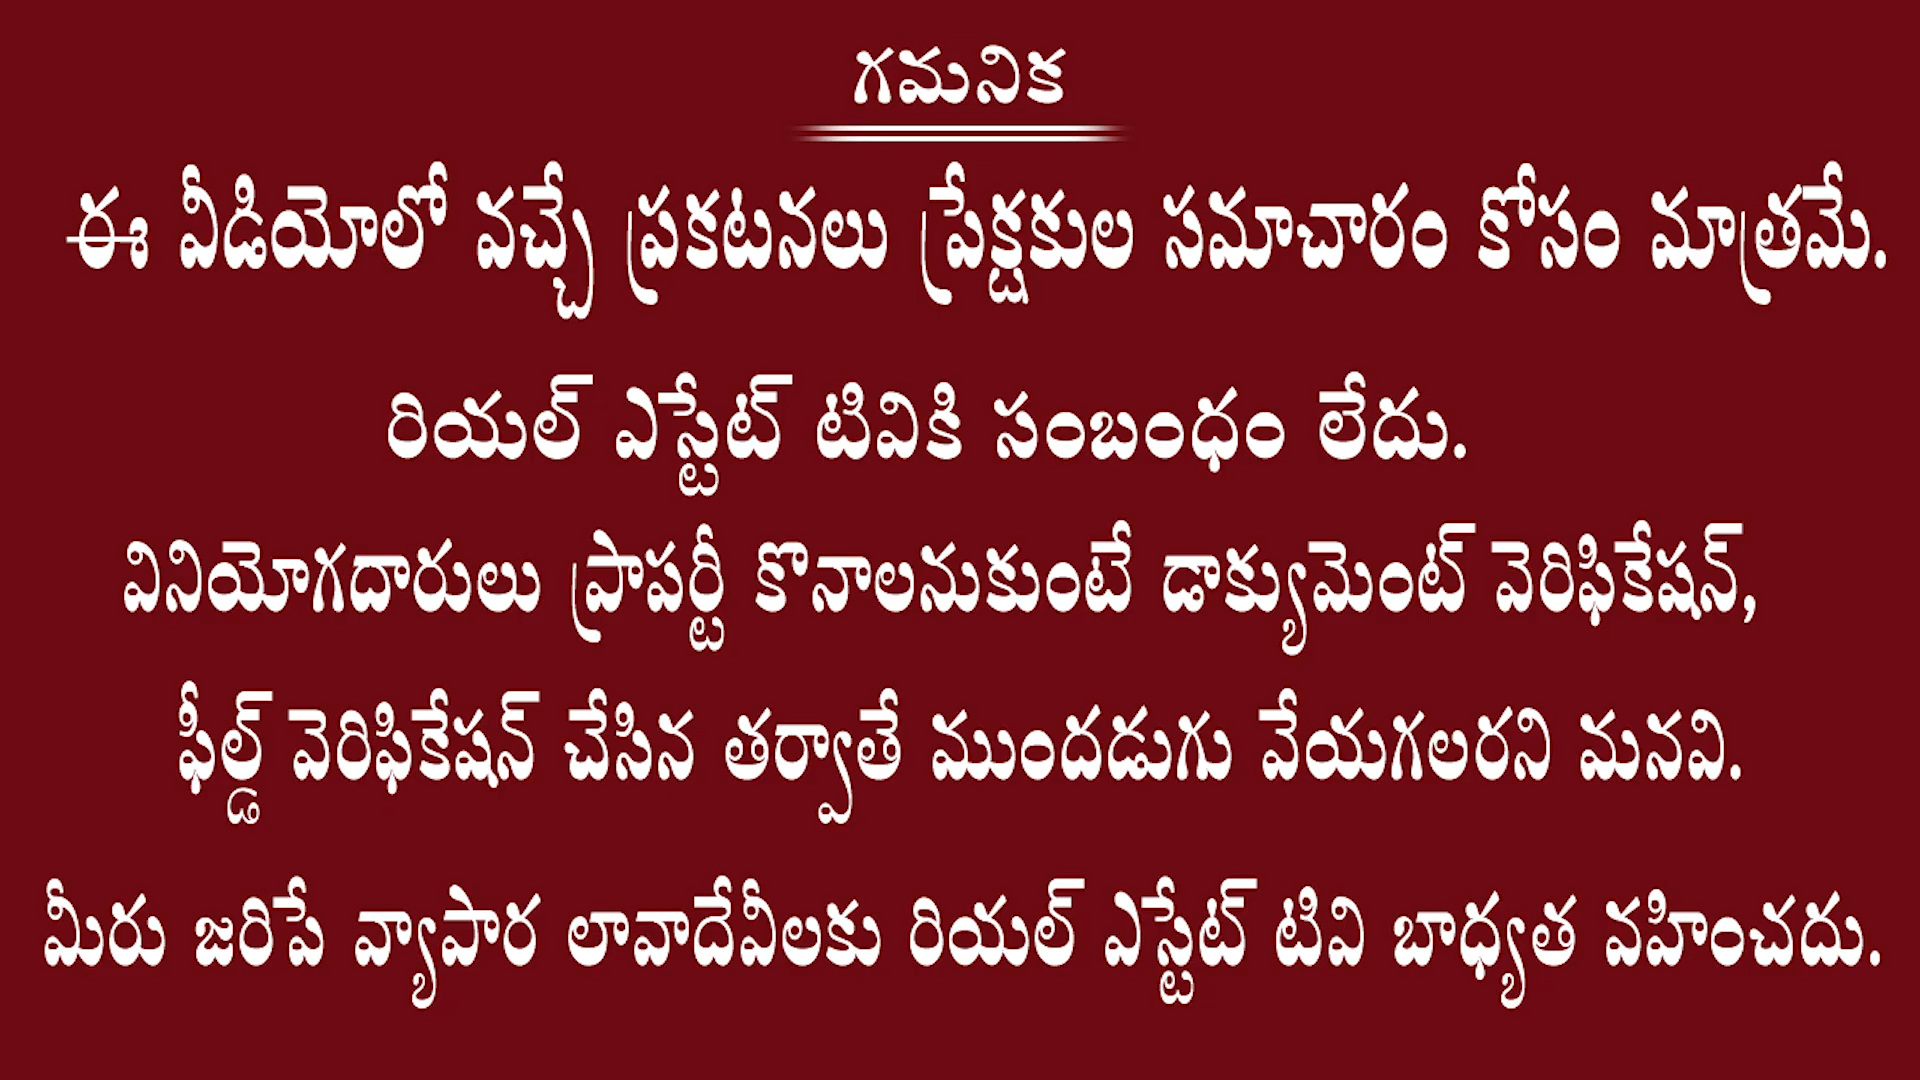 గమనిక
ఈ వీడియోలో వచ్చే ప్రకటనలు ప్రేక్షకుల సమాచారం కోసం మాత్రమే.
రియల్ ఎస్టేట్ టివికి సంబంధం లేదు.
వినియోగదారులు ప్రాపర్టీ కొనాలనుకుంటే డాక్యుమెంట్ వెరిఫికేషన్,
ఫీల్డ్ వెరిఫికేషన్ చేసిన తర్వాతే ముందడుగు వేయగలరని మనవి.
మీరు జరిపే వ్యాపార లావాదేవీలకు రియల్ ఎస్టేట్ టివి బాధ్యత వహించదు.